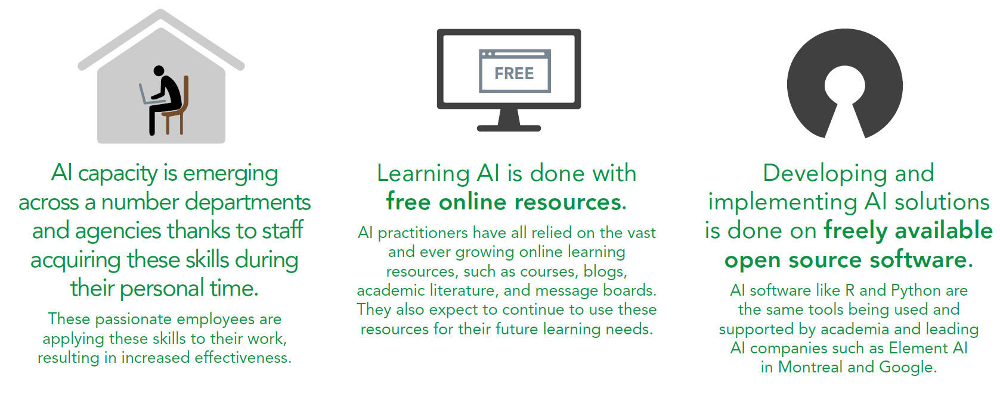 AI capacity is emerging
across a number departments
and agencies thanks to staff
acquiring these skills during
their personal time.
These passionate employees are
applying these skills to their work,
resulting in increased effectiveness.
FREE
Learning AI is done with
free online resources.
AI practitioners have all relied on the vast
and ever growing online learning
resources, such as courses, blogs,
academic literature, and message boards.
They also expect to continue to use these
resources for their future learning needs.
Developing and
implementing AI solutions
is done on freely available
open source software.
AI software like R and Python are
the same tools being used and
supported by academia and leading
AI companies such as Element AI
in Montreal and Google.